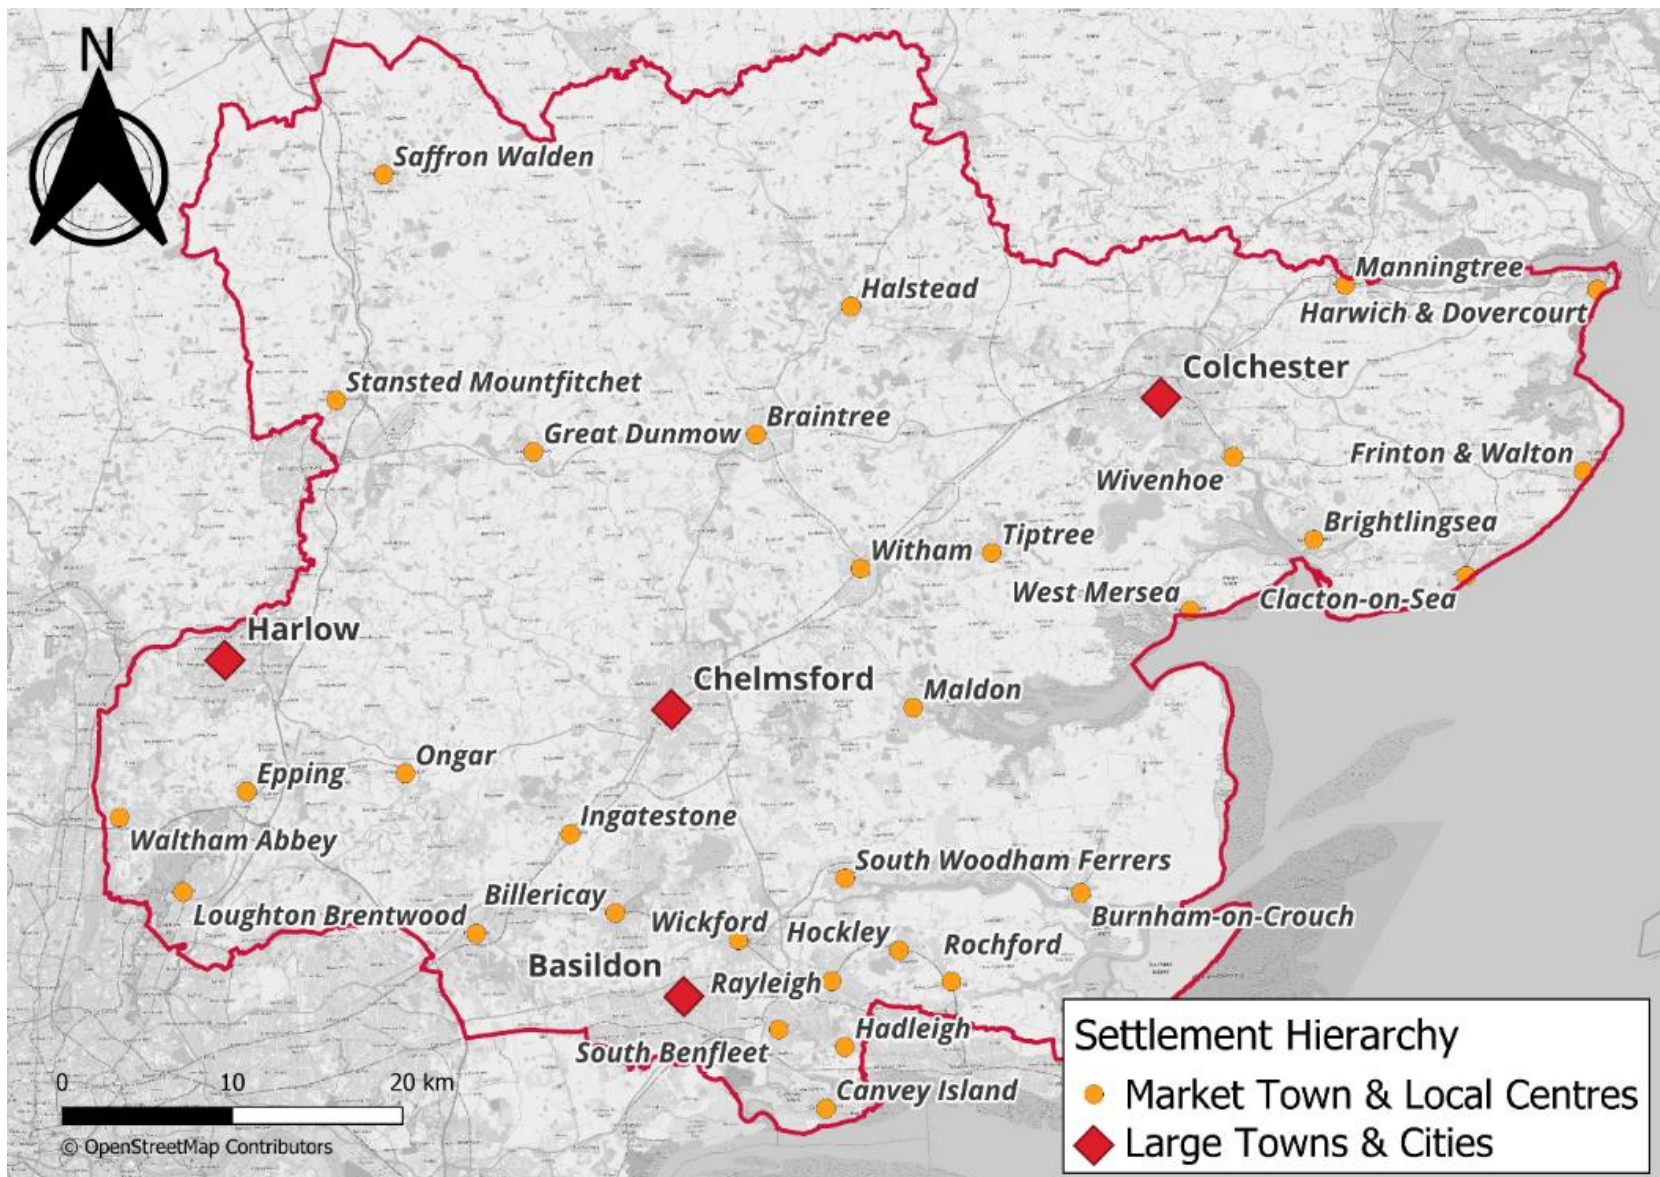 N
Saffron Walden
Manningtree
Halstead
Harwich & Dovercourt
Colchester
Stansted Mountfitchet
Braintree
Great Dunmow
Frinton & Walton
Wivenhoe
Brightlingsea
Tiptree
Witham
West Mersea
Clacton-on-Sea
Harlow
Chelmsford
Maldon
Ongar
Epping
Ingatestone
Waltham Abbey
South Woodham Ferrers
Billericay
Loughton
Brentwood
Wickford
Burnham-on-Crouch
Hockley
Rochford
Basildon
Rayleigh
Hadleigh
South Benfleet
Canvey Island
0 10 20 km
© OpenStreetMap Contributors
Settlement Hierarchy
Market Town & Local Centres
Large Towns & Cities